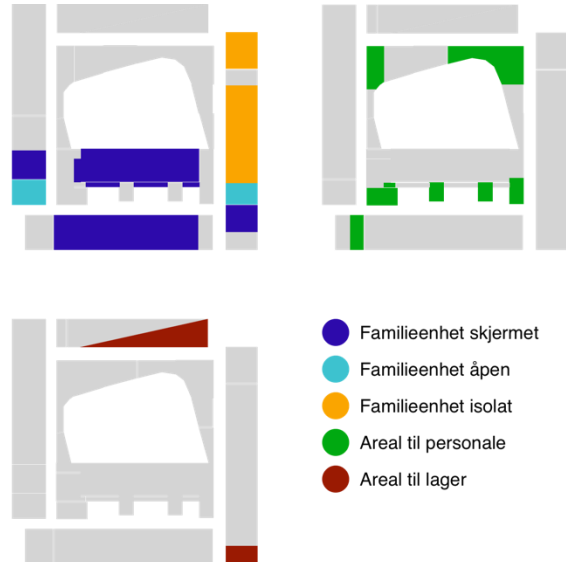 Familieenhet skjermet
Familieenhet åpen
Familieenhet isolat
Areal til personale
Areal til lager